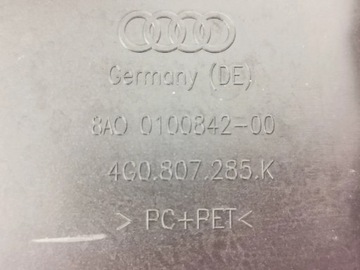 Germany (DE)
8A0 0100842-00
4G0.807.285.K
> PC+PET<